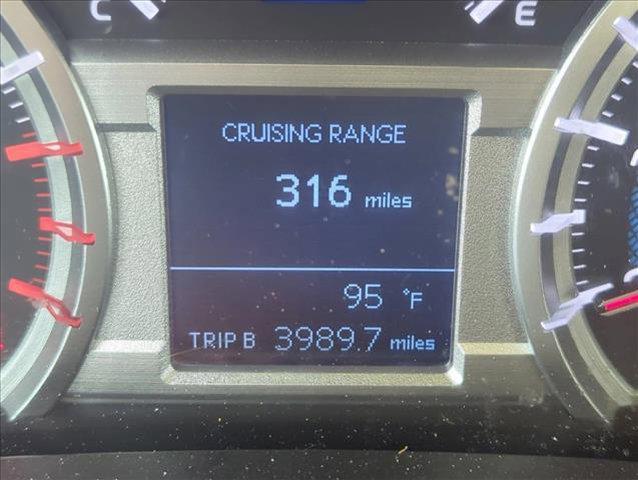 C E
CRUISING RANGE
316 miles
95 °F
TRIP B 3989.7 miles